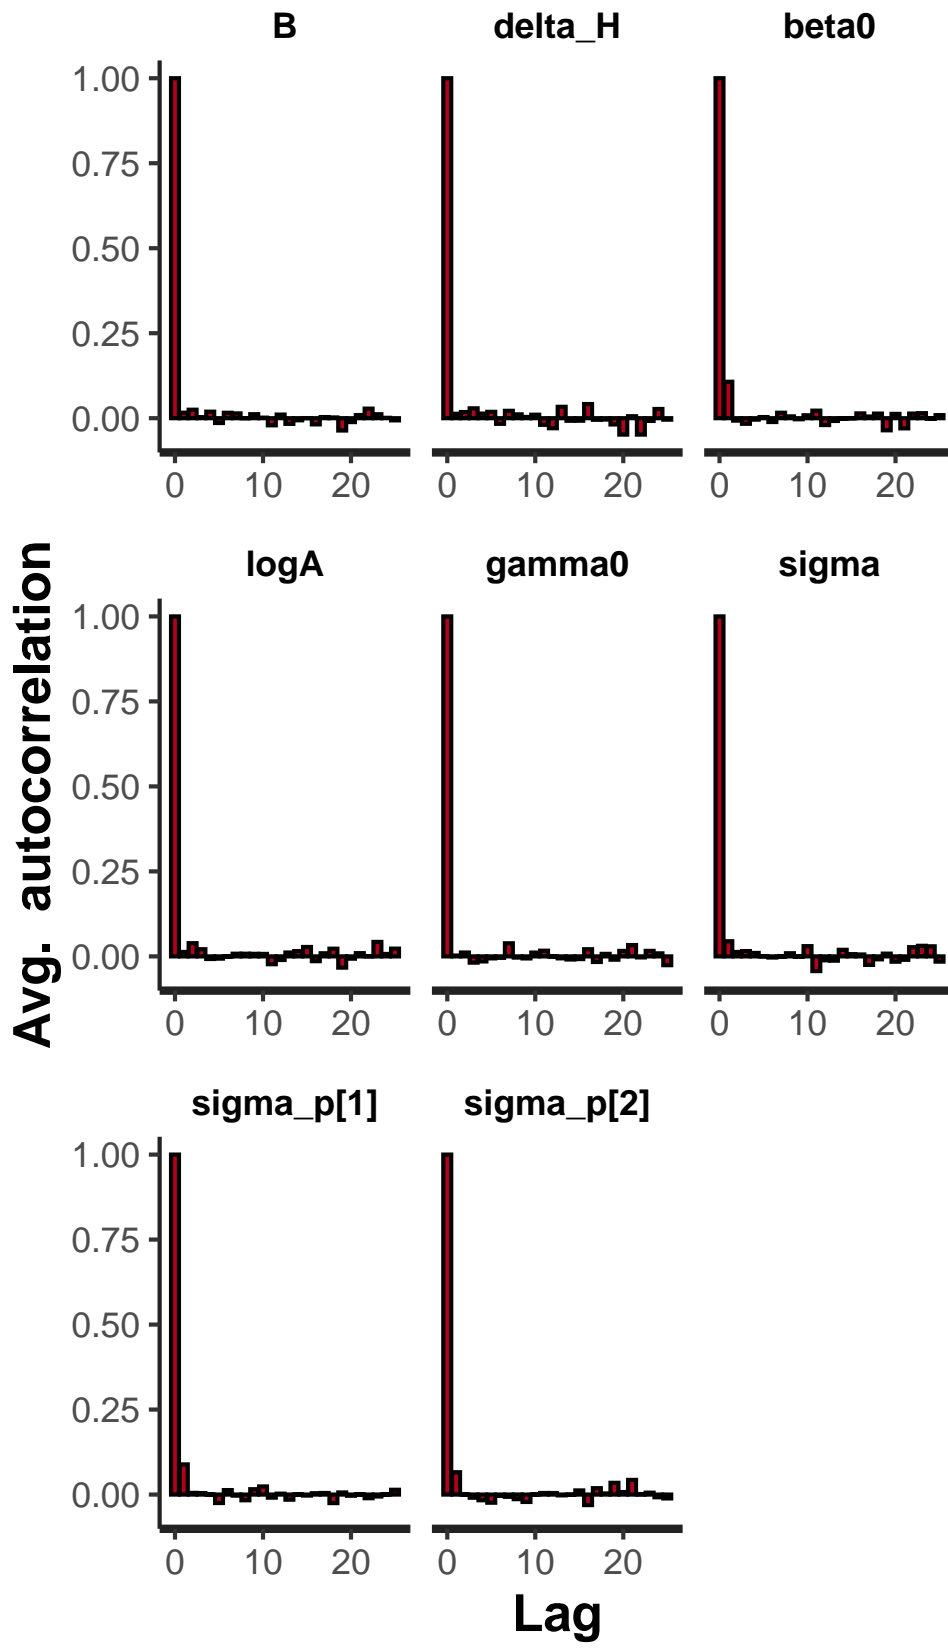 B delta_H beta0
1.00
0.75
0.50
0.25
0.00
0 10 20 0 10 20 0 10 20
Avg. autocorrelation
logA gamma0 sigma
1.00
0.75
0.50
0.25
0.00
0 10 20 0 10 20 0 10 20
sigma_p[1] sigma_p[2]
1.00
0.75
0.50
0.25
0.00
0 10 20 0 10 20
Lag